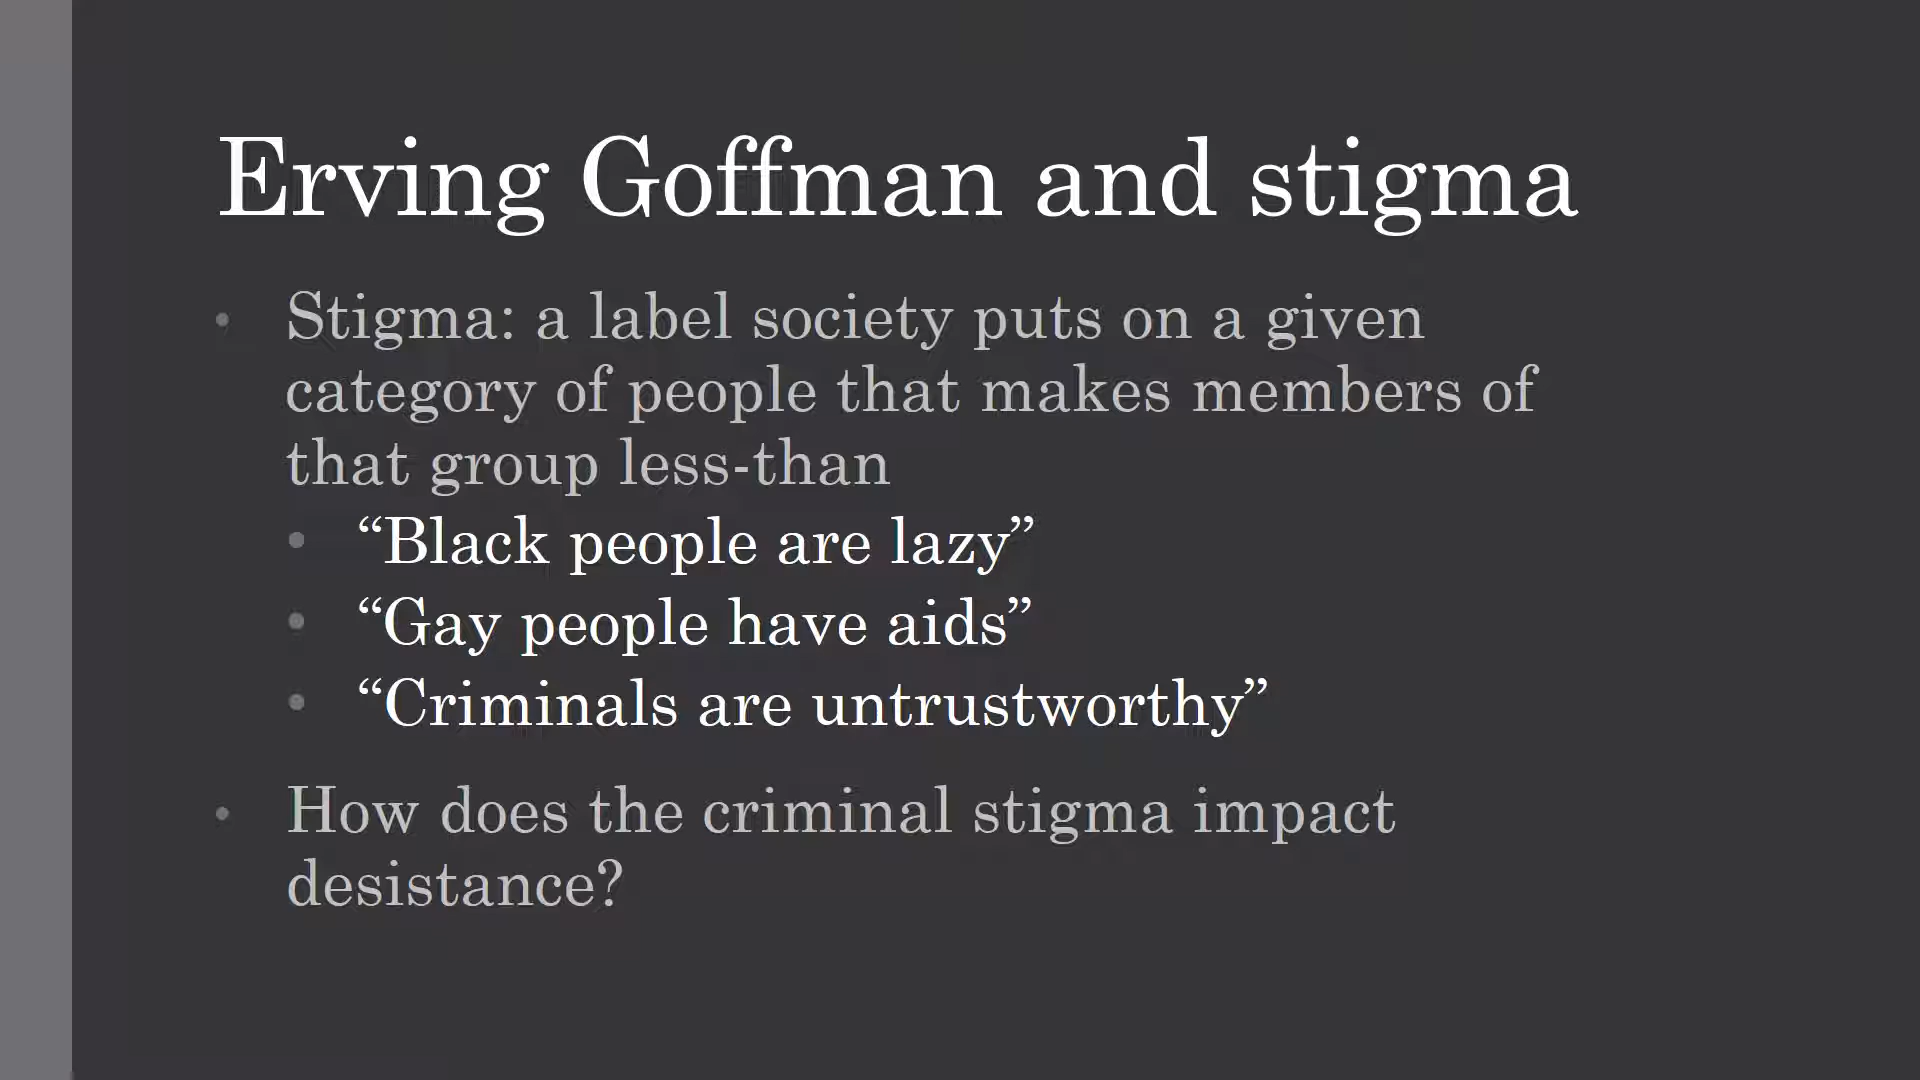 Erving Goffman and stigma
• Stigma: a label society puts on a given
category of people that makes members of
that group less-than
• “Black people are lazy”
• “Gay people have aids”
• “Criminals are untrustworthy”
• How does the criminal stigma impact
desistance?